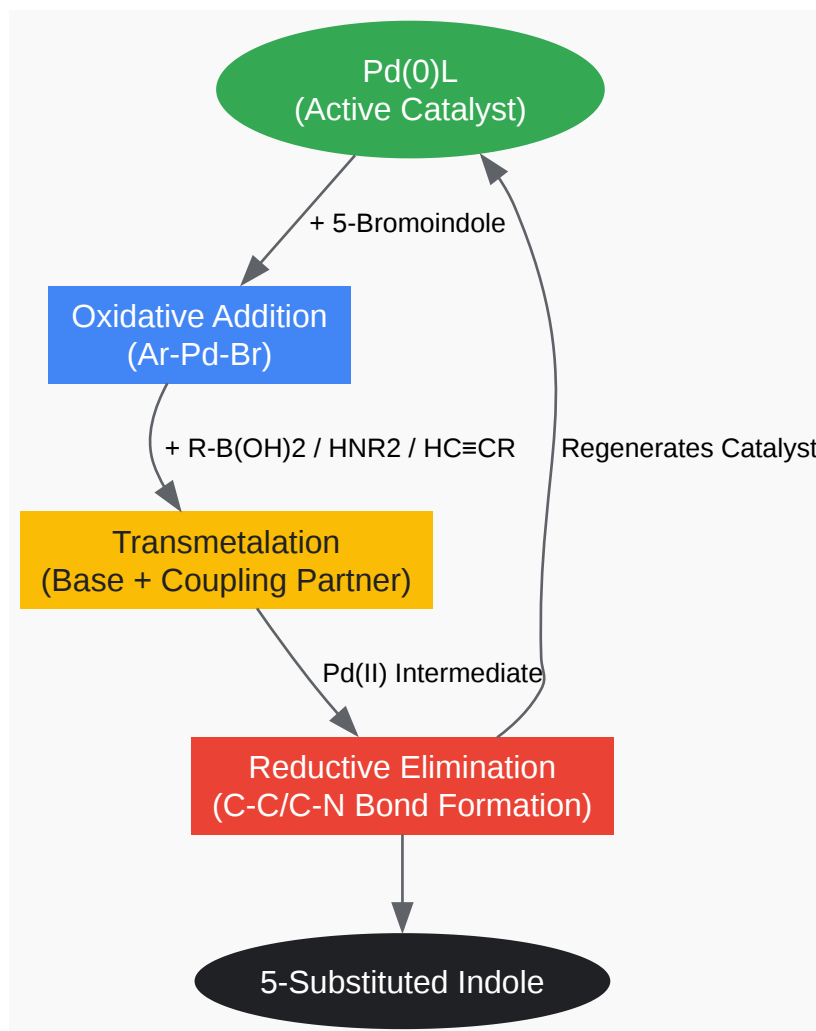 Pd(0)L
(Active Catalyst)
+ 5-Bromoindole
Oxidative Addition
(Ar-Pd-Br)
+ R-B(OH)2 / HNR2 / HC≡CR
Regenerates Catalyst
Transmetalation
(Base + Coupling Partner)
Pd(II) Intermediate
Reductive Elimination
(C-C/C-N Bond Formation)
5-Substituted Indole